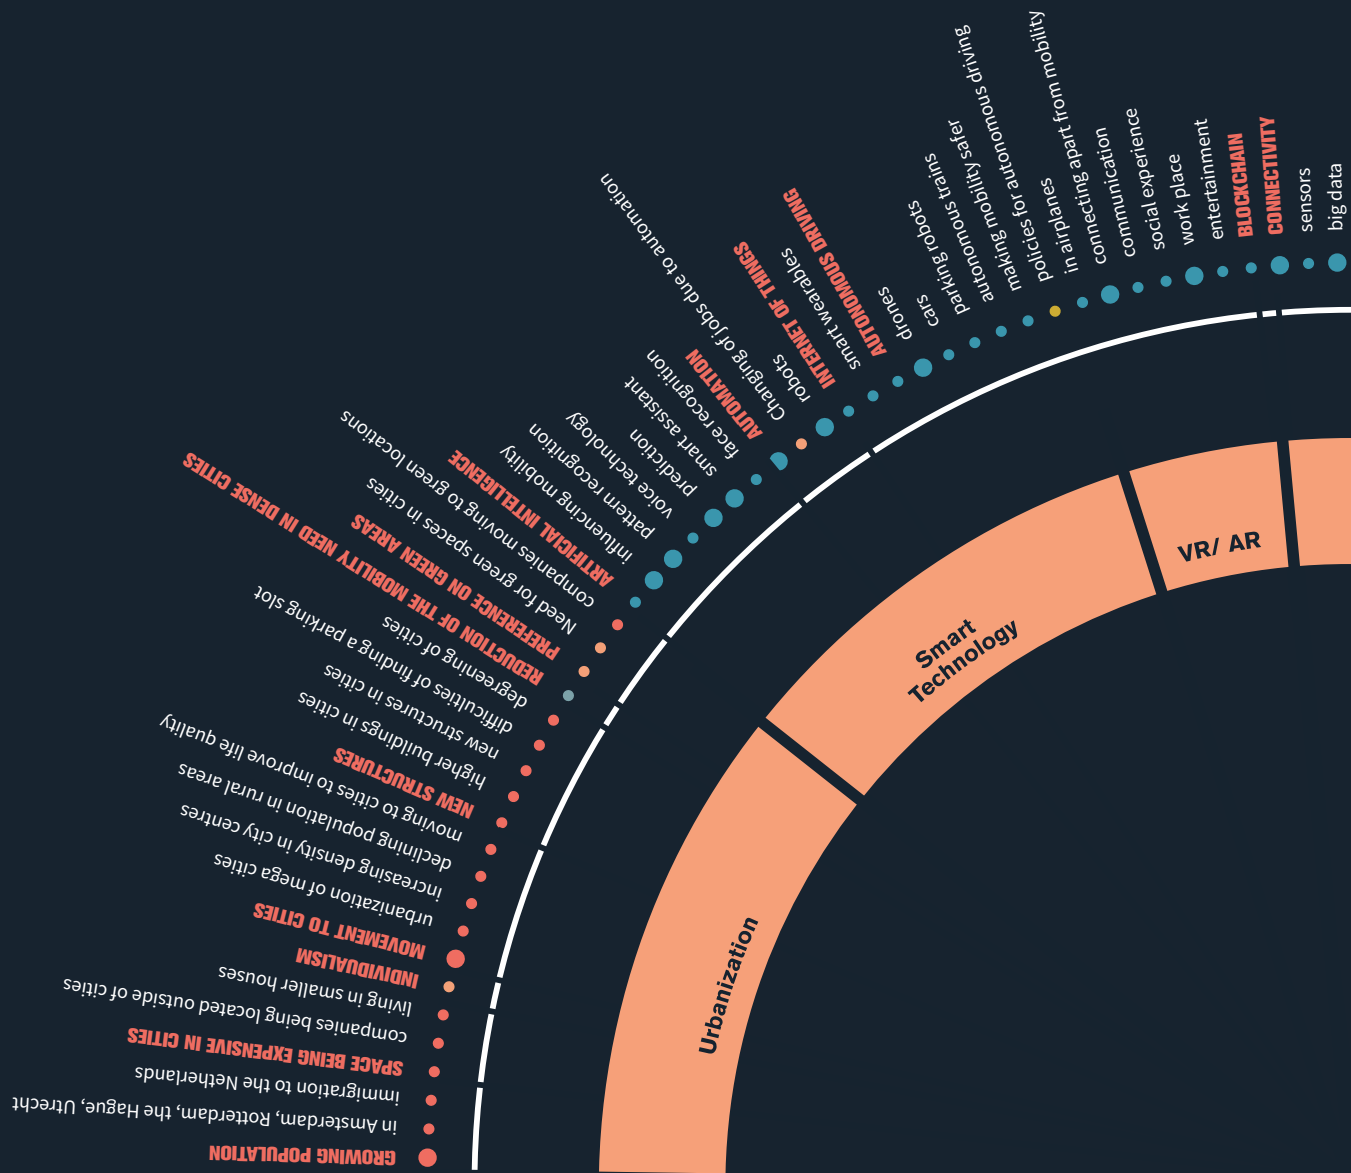 GROWING POPULATION
in Amsterdam, Rotterdam, the Hague, Utrecht
immigration to the Netherlands
SPACE BEING EXPENSIVE IN CITIES
companies being located outside of cities
living in smaller houses
INDIVIDUALISM
MOVEMENT TO CITIES
urbanization of mega cities
increasing density in city centres
declining population in rural areas
moving to cities to improve life quality
NEW STRUCTURES
higher buildings in cities
new structures in cities
difficulties of finding a parking slot
degreening of cities
REDUCTION OF THE MOBILITY NEED IN DENSE CITIES
PREFERENCE ON GREEN AREAS
Need for green spaces in cities
companies moving to green locations
ARTIFICIAL INTELLIGENCE
influencing mobility
pattern recognition
voice technology
prediction
smart assistant
face recognition
AUTOMATION
Changing of jobs due to automation
robots
INTERNET OF THINGS
smart wearables
AUTONOMOUS DRIVING
drones
cars
parking robots
autonomous trains
making mobility safer
policies for autonomous driving
in airplanes
connecting apart from mobility
communication
social experience
work place
entertainment
BLOCKCHAIN
CONNECTIVITY
sensors
big data
Urbanization
Smart
Technology
VR/ AR